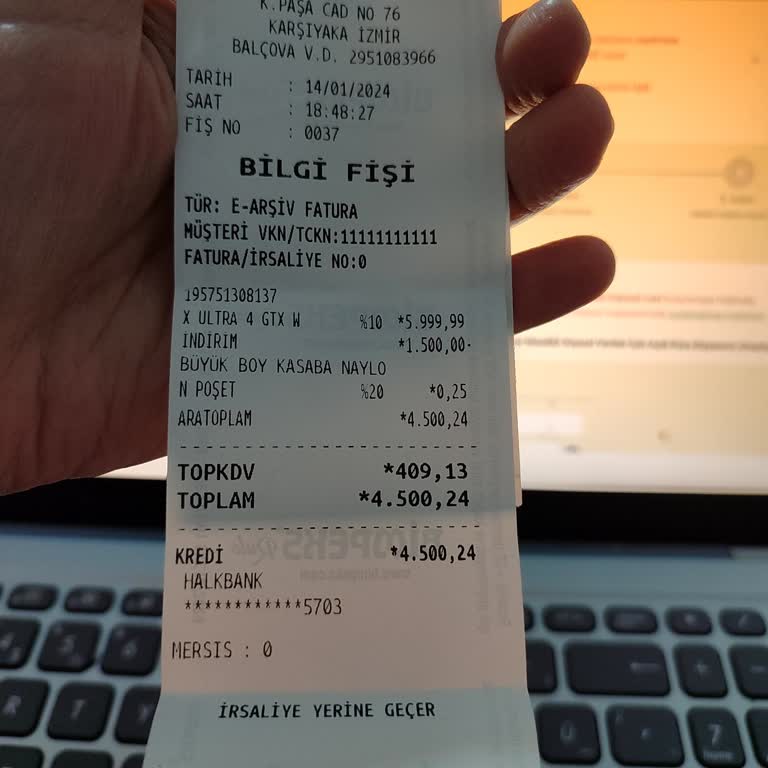 K.PAŞA CAD NO 76
KARŞIYAKA İZMİR
BALÇOVA V.D. 2951083966
TARİH : 14/01/2024
SAAT : 18:48:27
FİŞ NO : 0037
BİLGİ FİŞİ
TÜR: E-ARŞİV FATURA
MÜŞTERİ VKN/TCKN:11111111111
FATURA/İRSALİYE NO:0
195751308137
X ULTRA 4 GTX W %10 *5.999,99
İNDİRİM *1.500,00-
BÜYÜK BOY KASABA NAYLO
N POŞET %20 *0,25
ARATOPLAM *4.500,24
TOPKDV *409,13
TOPLAM *4.500,24
KREDİ *4.500,24
HALKBANK
************5703
MERSIS : 0
İRSALİYE YERİNE GEÇER